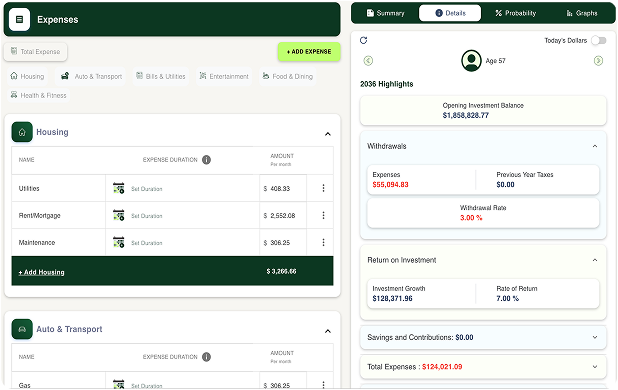 Expenses
Total Expense
+ ADD EXPENSE
Housing
Auto & Transport
Bills & Utilities
Entertainment
Food & Dining
Health & Fitness
Housing
NAME
EXPENSE DURATION
AMOUNT
Per month
Utilities
Set Duration
$ 408.33
Rent/Mortgage
Set Duration
$ 2,552.08
Maintenance
Set Duration
$ 306.25
+ Add Housing
$ 3,266.66
Auto & Transport
NAME
EXPENSE DURATION
AMOUNT
Per month
Gas
Set Duration
$ 306.25
Summary
Details
Probability
Graphs
Today's Dollars
Age 57
2036 Highlights
Opening Investment Balance
$1,858,828.77
Withdrawals
Expenses
Previous Year Taxes
$55,094.83
$0.00
Withdrawal Rate
3.00 %
Return on Investment
Investment Growth
Rate of Return
$128,371.96
7.00 %
Savings and Contributions: $0.00
Total Expenses : $124,021.09